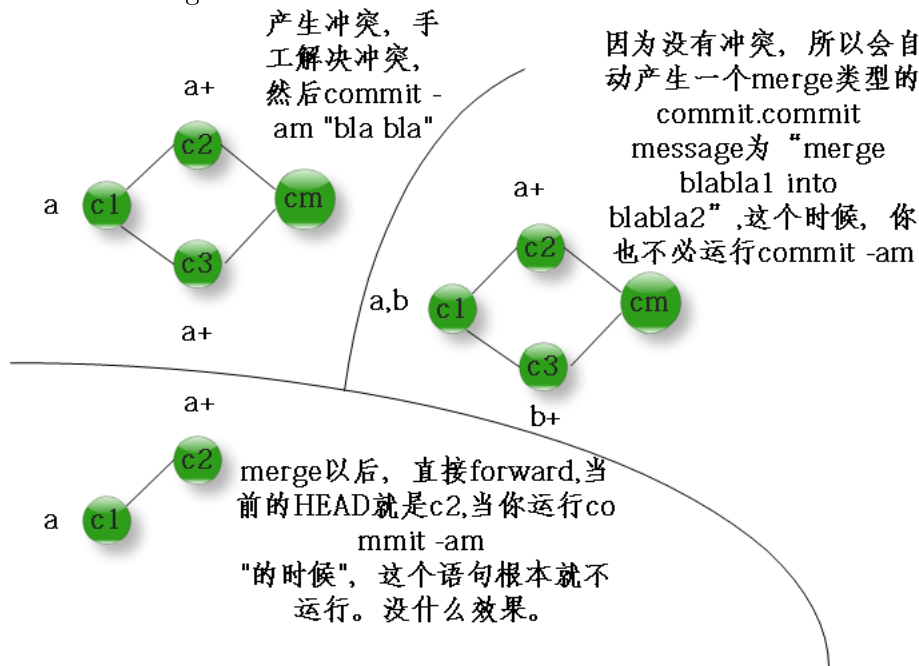 产生冲突，手
工解决冲突，
然后commit -
am "bla bla"
a+
c2
a
c1
cm
c3
a+
因为没有冲突，所以会自
动产生一个merge类型的
commit.commit
message为“merge
blabla1 into
blabla2”,这个时候，你
也不必运行commit -am
a+
c2
a,b
c1
cm
c3
b+
a+
c2
a
c1
merge以后，直接forward,当
前的HEAD就是c2,当你运行co
mmit -am
"的时候"，这个语句根本就不
运行。没什么效果。